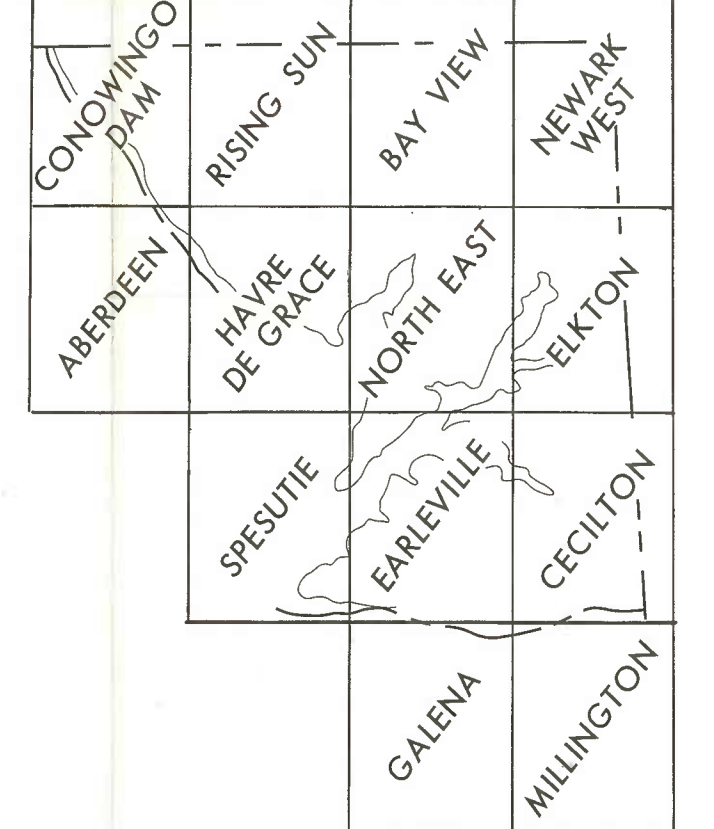 CONOWINGO
DAM
RISING SUN
BAY VIEW
NEWARK
WEST
ABERDEEN
HAVRE
DE GRACE
NORTH EAST
ELKTON
SPESUTIE
EARLEVILLE
CECILTON
GALENA
MILLINGTON